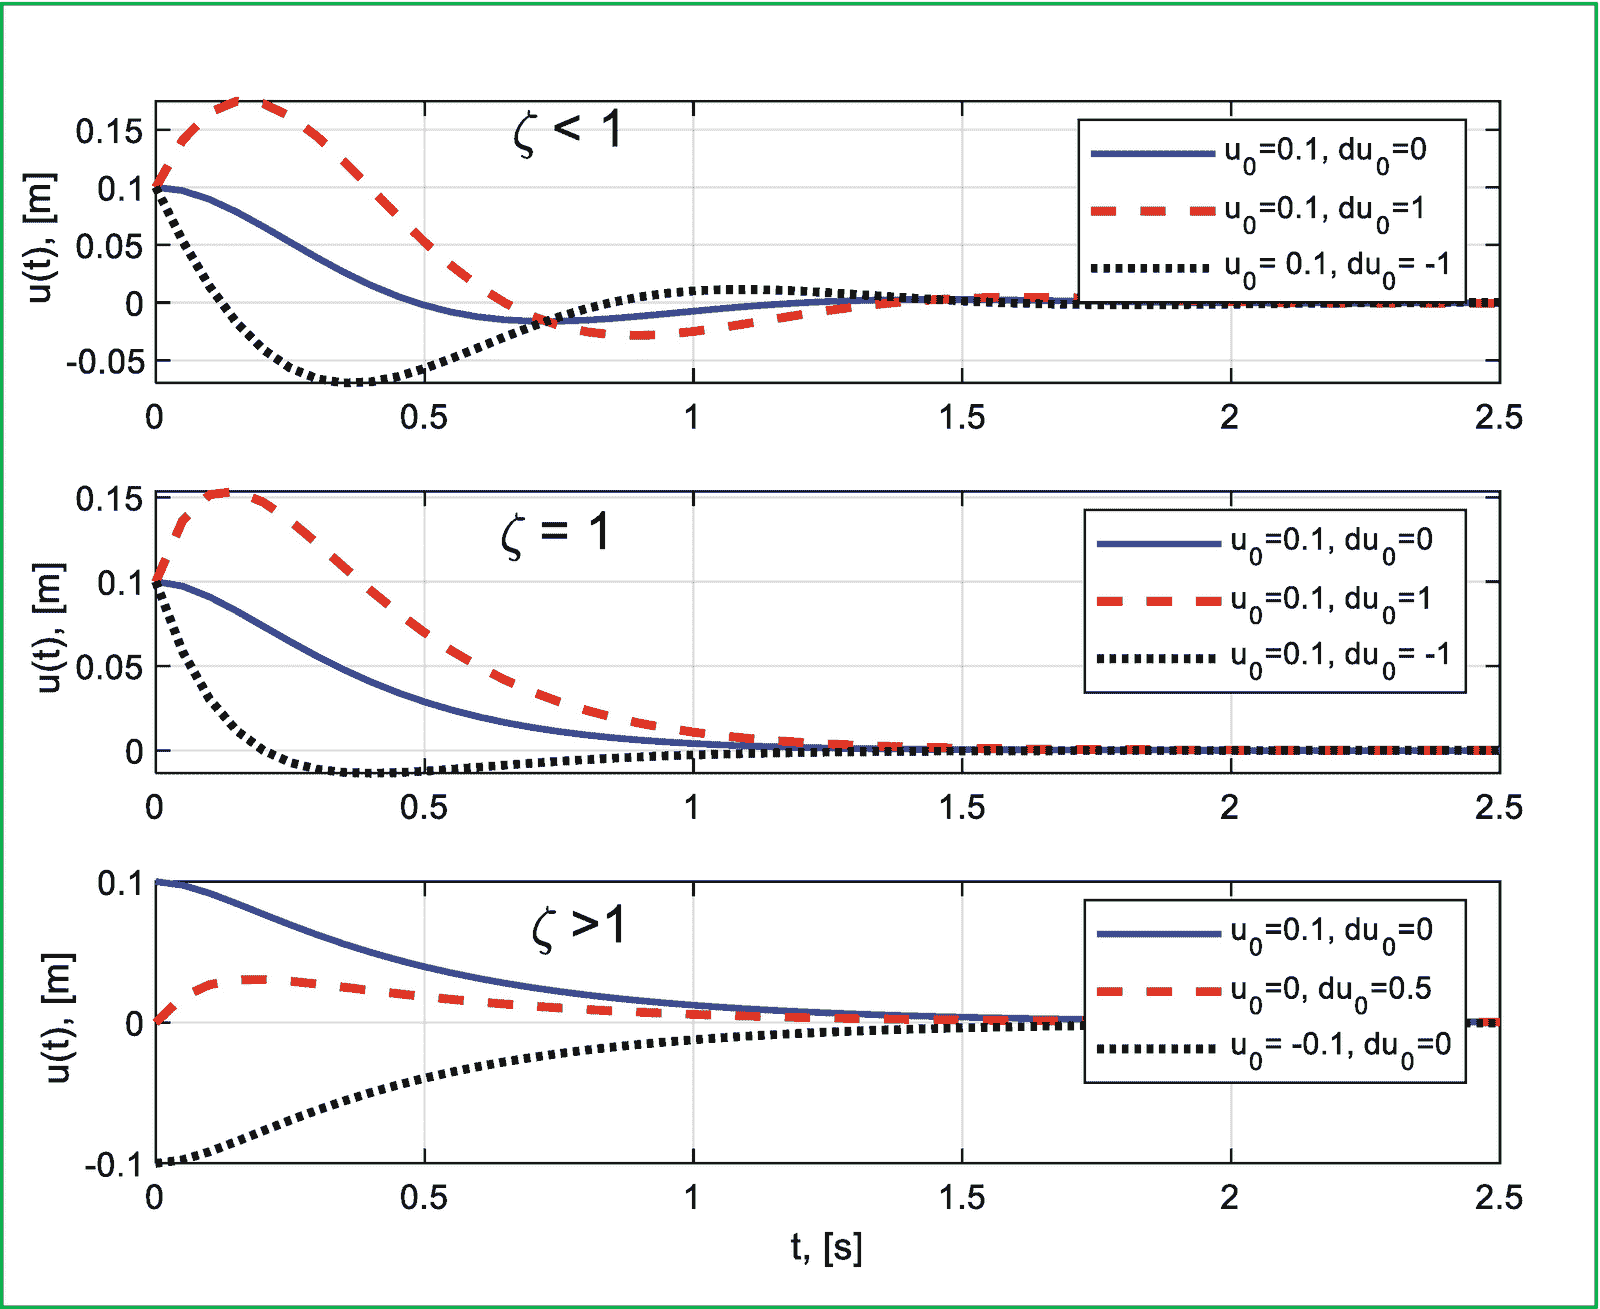 ζ < 1
u(t), [m]
0.15
0.1
0.05
0
-0.05
u0=0.1, du0=0
u0=0.1, du0=1
u0= 0.1, du0= -1
0 0.5 1 1.5 2 2.5
ζ = 1
u(t), [m]
0.15
0.1
0.05
0
u0=0.1, du0=0
u0=0.1, du0=1
u0=0.1, du0= -1
0 0.5 1 1.5 2 2.5
ζ >1
u(t), [m]
0.1
0
-0.1
u0=0.1, du0=0
u0=0, du0=0.5
u0= -0.1, du0=0
0 0.5 1 1.5 2 2.5
t, [s]